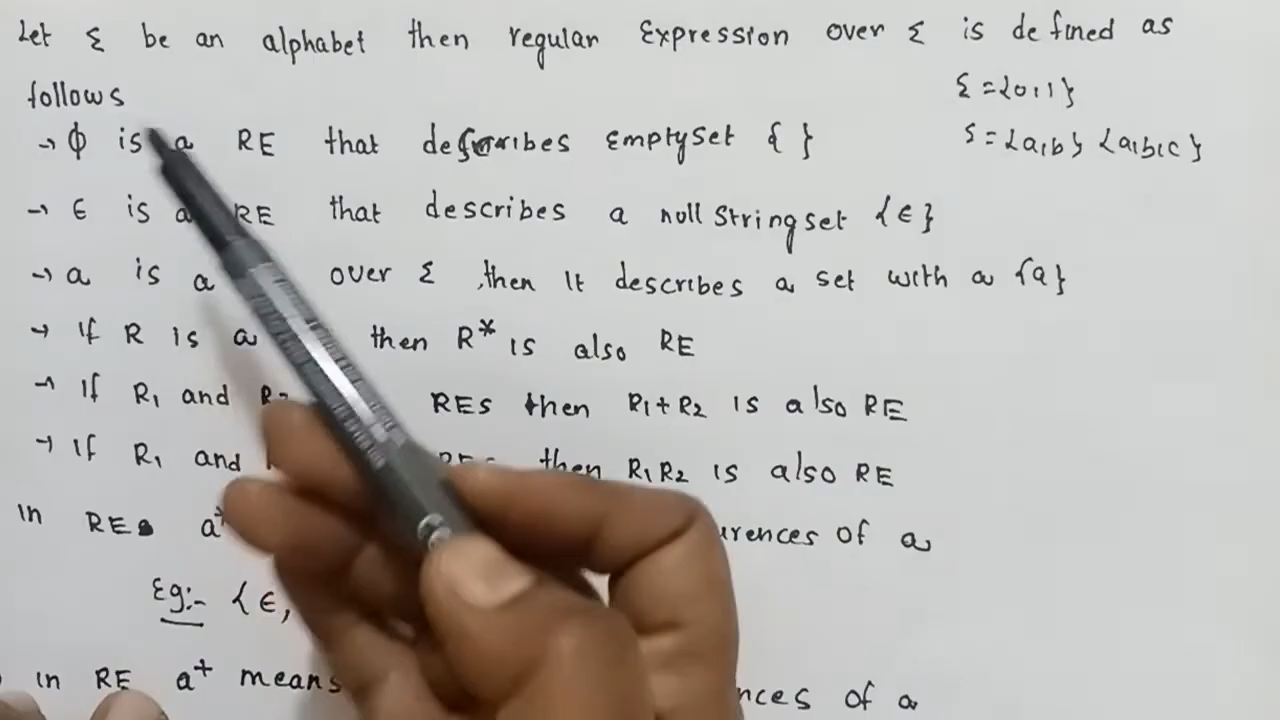 Let Σ be an alphabet then regular Expression over Σ is defined as
follows
Σ = {0,1}
→ ϕ is a RE that describes Emptyset { }
Σ = {a,b} {a,b,c}
→ ε is a RE that describes a null String set {ε}
→ a is a over Σ, then It describes a set with a {a}
→ If R is a then R* is also RE
→ If R1 and R2 RES then R1+R2 is also RE
→ If R1 and then R1R2 is also RE
in REs of a
Eg:- {ε,
in RE a⁺ means of a